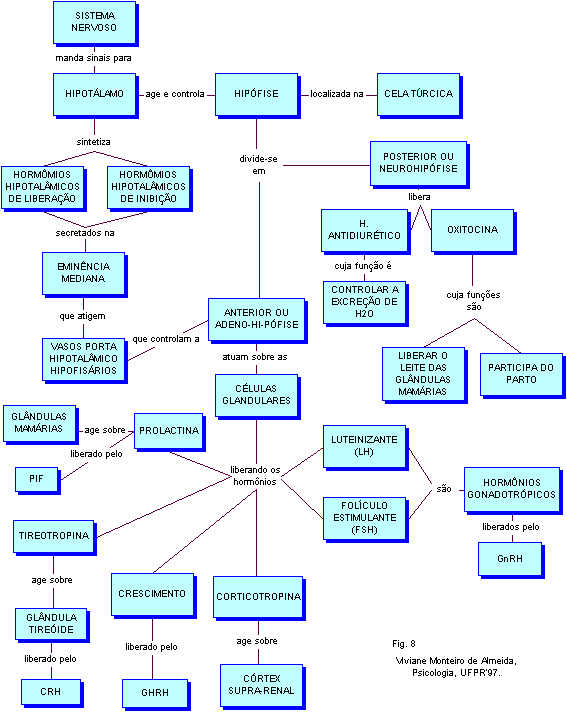 SISTEMA
NERVOSO
manda sinais para
HIPOTÁLAMO
age e controla
HIPÓFISE
localizada na
CELA TÚRCICA
sintetiza
HORMÔMIOS
HIPOTALÂMICOS
DE LIBERAÇÃO
HORMÔMIOS
HIPOTALÂMICOS
DE INIBIÇÃO
divide-se
em
POSTERIOR OU
NEUROHIPÓFISE
libera
H.
ANTIDIURÉTICO
OXITOCINA
secretados na
EMINÊNCIA
MEDIANA
cuja função é
CONTROLAR A
EXCREÇÃO DE
H2O
cuja funções
são
LIBERAR O
LEITE DAS
GLÂNDULAS
MAMÁRIAS
PARTICIPA DO
PARTO
que atigem
VASOS PORTA
HIPOTALÂMICO
HIPOFISÁRIOS
que controlam a
ANTERIOR OU
ADENO-HI-PÓFISE
atuam sobre as
CÉLULAS
GLANDULARES
GLÂNDULAS
MAMÁRIAS
age sobre
PROLACTINA
liberado pelo
PIF
liberando os
hormônios
LUTEINIZANTE
(LH)
FOLÍCULO
ESTIMULANTE
(FSH)
são
HORMÔNIOS
GONADOTRÓPICOS
liberados pelo
GnRH
TIREOTROPINA
age sobre
GLÂNDULA
TIREÓIDE
liberado pelo
CRH
CRESCIMENTO
liberado pelo
GHRH
CORTICOTROPINA
age sobre
CÓRTEX
SUPRA-RENAL
Fig. 8
Viviane Monteiro de Almeida,
Psicologia, UFPR'97.